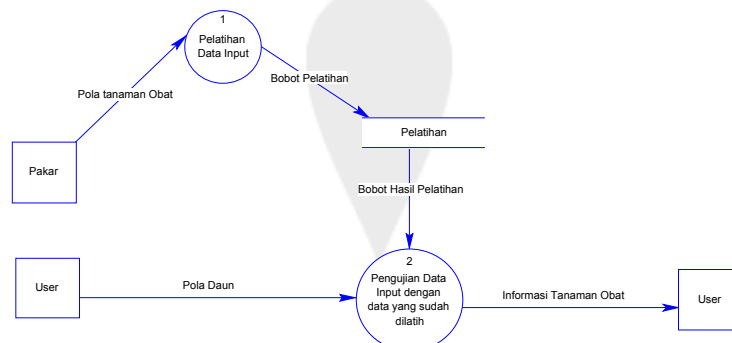 1
Pelatihan
Data Input
Bobot Pelatihan
Pola tanaman Obat
Pelatihan
Pakar
Bobot Hasil Pelatihan
2
Pengujian Data
Input dengan
data yang sudah
dilatih
User
Pola Daun
Informasi Tanaman Obat
User